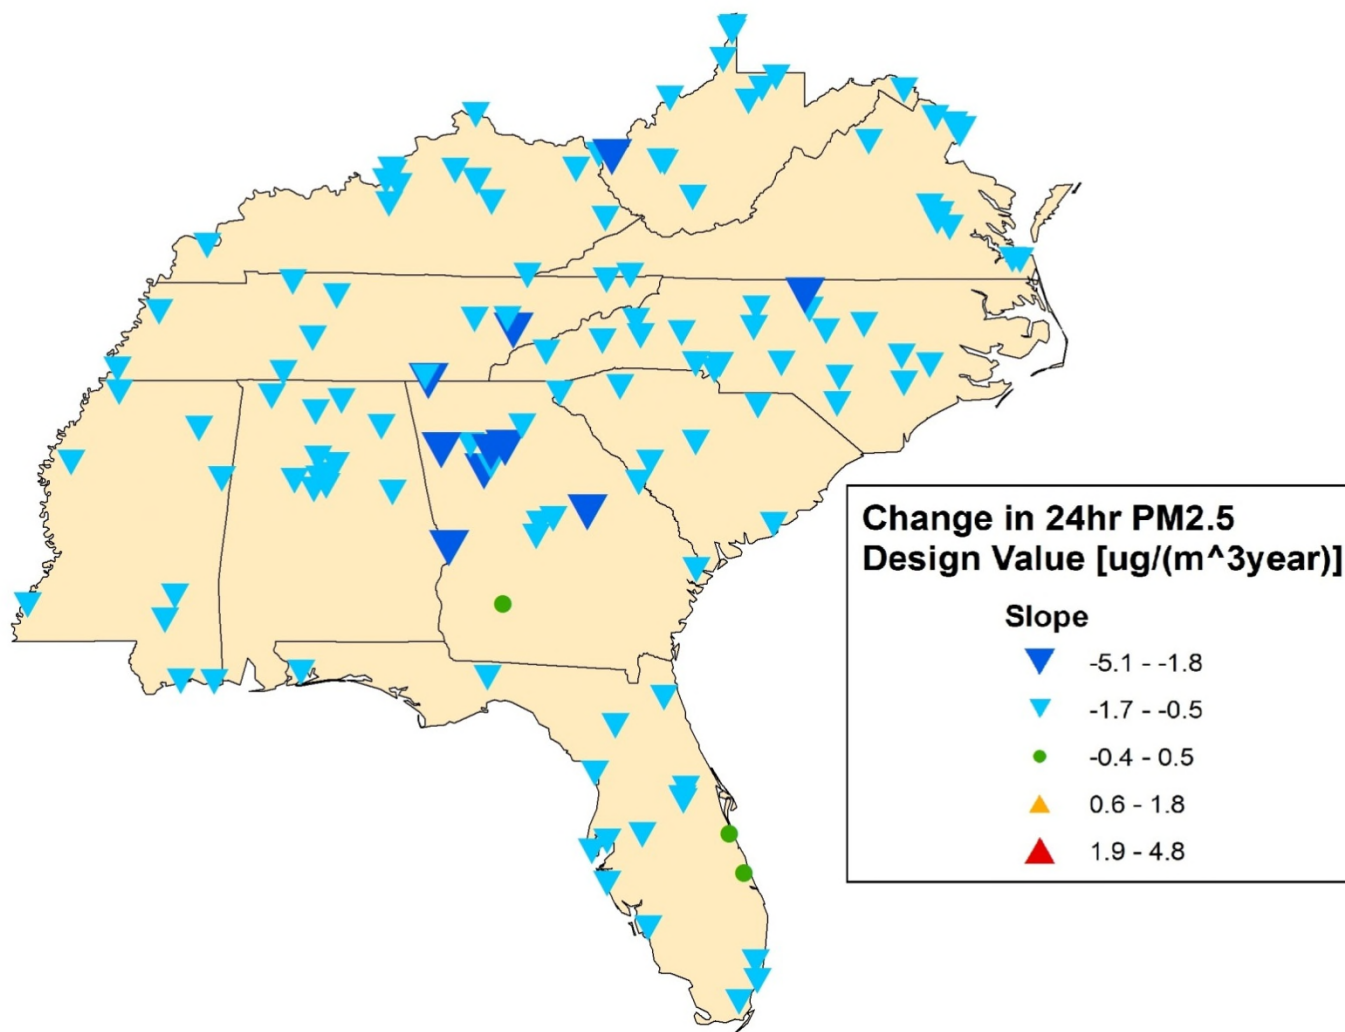 Change in 24hr PM2.5
Design Value [ug/(m^3year)]
Slope
-5.1 - -1.8
-1.7 - -0.5
-0.4 - 0.5
0.6 - 1.8
1.9 - 4.8